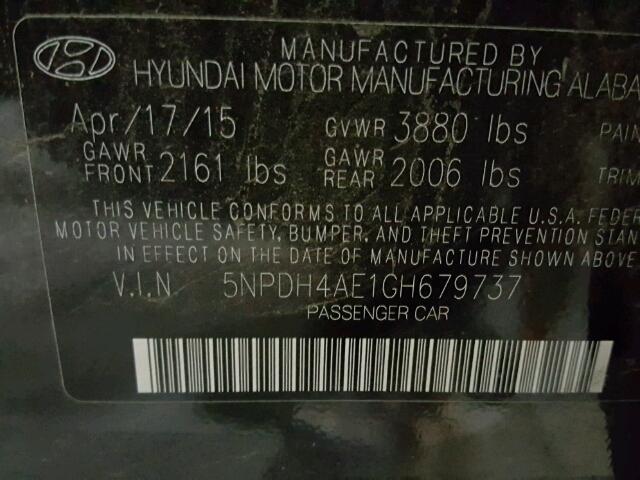 MANUFACTURED BY
HYUNDAI MOTOR MANUFACTURING ALABA
Apr/17/15 GVWR 3880 lbs PAIN
GAWR FRONT 2161 lbs GAWR REAR 2006 lbs TRIM
THIS VEHICLE CONFORMS TO ALL APPLICABLE U.S.A. FEDE
MOTOR VEHICLE SAFETY, BUMPER, AND THEFT PREVENTION STAN
IN EFFECT ON THE DATE OF MANUFACTURE SHOWN ABOVE.
V.I.N 5NPDH4AE1GH679737
PASSENGER CAR